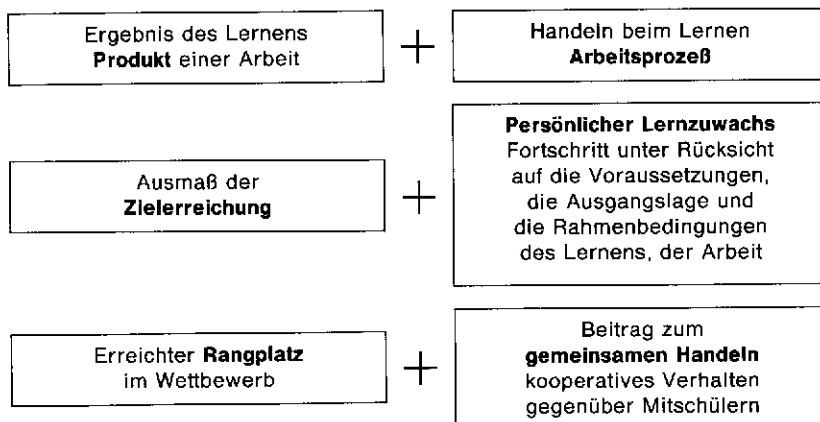 Ergebnis des Lernens
Produkt einer Arbeit
+
Handeln beim Lernen
Arbeitsprozeß
Ausmaß der
Zielerreichung
+
Persönlicher Lernzuwachs
Fortschritt unter Rücksicht
auf die Voraussetzungen,
die Ausgangslage und
die Rahmenbedingungen
des Lernens, der Arbeit
Erreichter Rangplatz
im Wettbewerb
+
Beitrag zum
gemeinsamen Handeln
kooperatives Verhalten
gegenüber Mitschülern